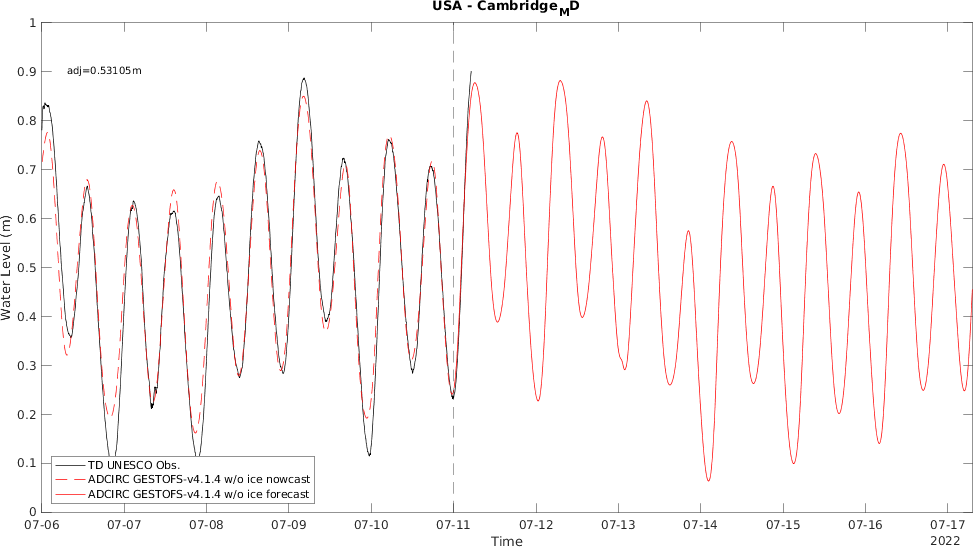 USA - Cambridge_MD
adj=0.53105m
Water Level (m)
1
0.9
0.8
0.7
0.6
0.5
0.4
0.3
0.2
0.1
0
TD UNESCO Obs.
ADCIRC GESTOFS-v4.1.4 w/o ice nowcast
ADCIRC GESTOFS-v4.1.4 w/o ice forecast
07-06 07-07 07-08 07-09 07-10 07-11 07-12 07-13 07-14 07-15 07-16 07-17
Time 2022